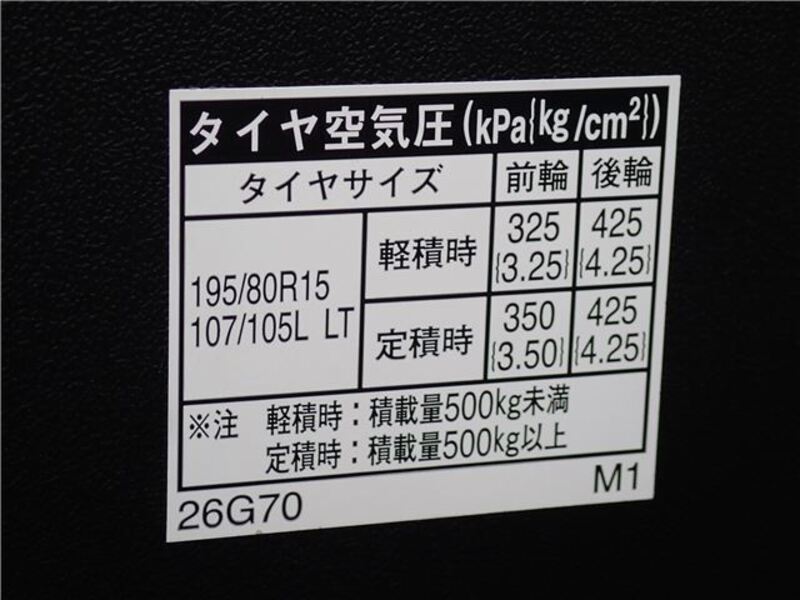 タイヤ空気圧(kPa{kg/cm²})
タイヤサイズ 前輪 後輪
195/80R15
107/105L LT
軽積時 325 425
{3.25} {4.25}
定積時 350 425
{3.50} {4.25}
※注 軽積時:積載量500kg未満
定積時:積載量500kg以上
26G70 M1